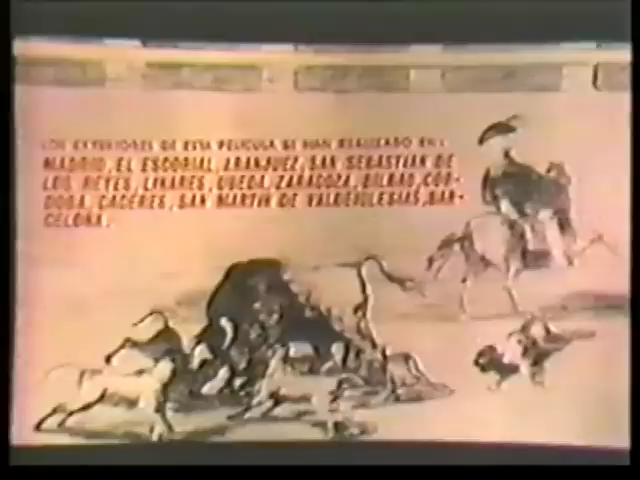 LOS EXTERIORES DE ESTA PELICULA SE HAN REALIZADO EN:
MADRID, EL ESCORIAL, ARANJUEZ, SAN SEBASTIAN DE
LOS REYES, LINARES, UBEDA, ZARAGOZA, BILBAO, COR-
DOBA, CACERES, SAN MARTIN DE VALDEIGLESIAS, BAR-
CELONA.